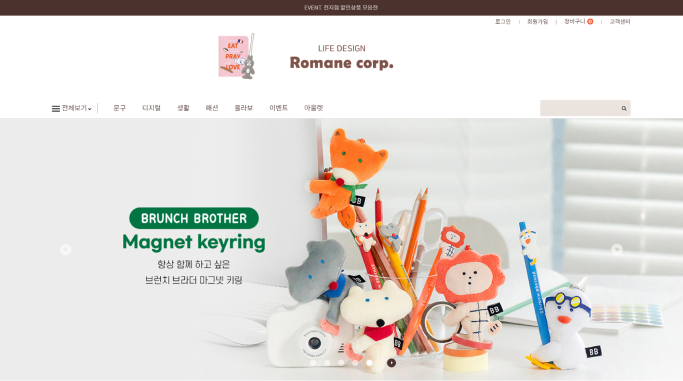 EVENT. 천지점 할인상품 모음전
로그인 | 회원가입 | 장바구니 0 | 고객센터
EAT
PRAY
LOVE
LIFE DESIGN
Romane corp.
전체보기 문구 디지털 생활 패션 콜라보 이벤트 아울렛
BRUNCH BROTHER
Magnet keyring
항상 함께 하고 싶은
브런치 브라더 마그넷 키링
BB
BB
BB
BB